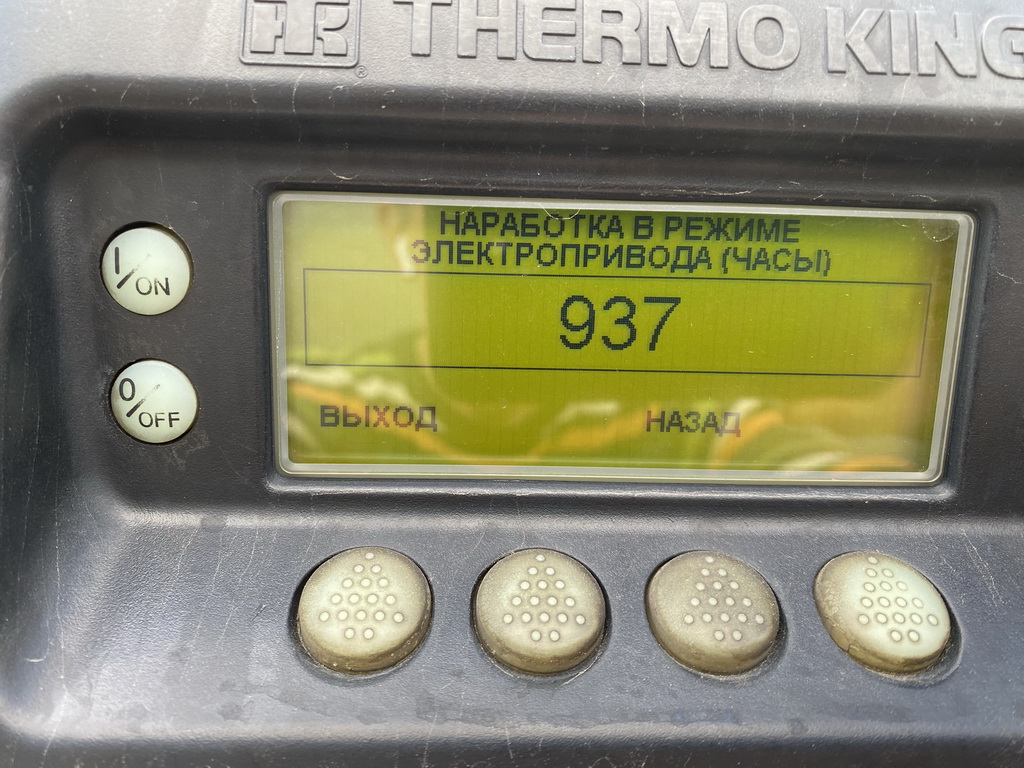 THERMO KING
®
НАРАБОТКА В РЕЖИМЕ
ЭЛЕКТРОПРИВОДА (ЧАСЫ)
937
ВЫХОД НАЗАД
I/ON
0/OFF